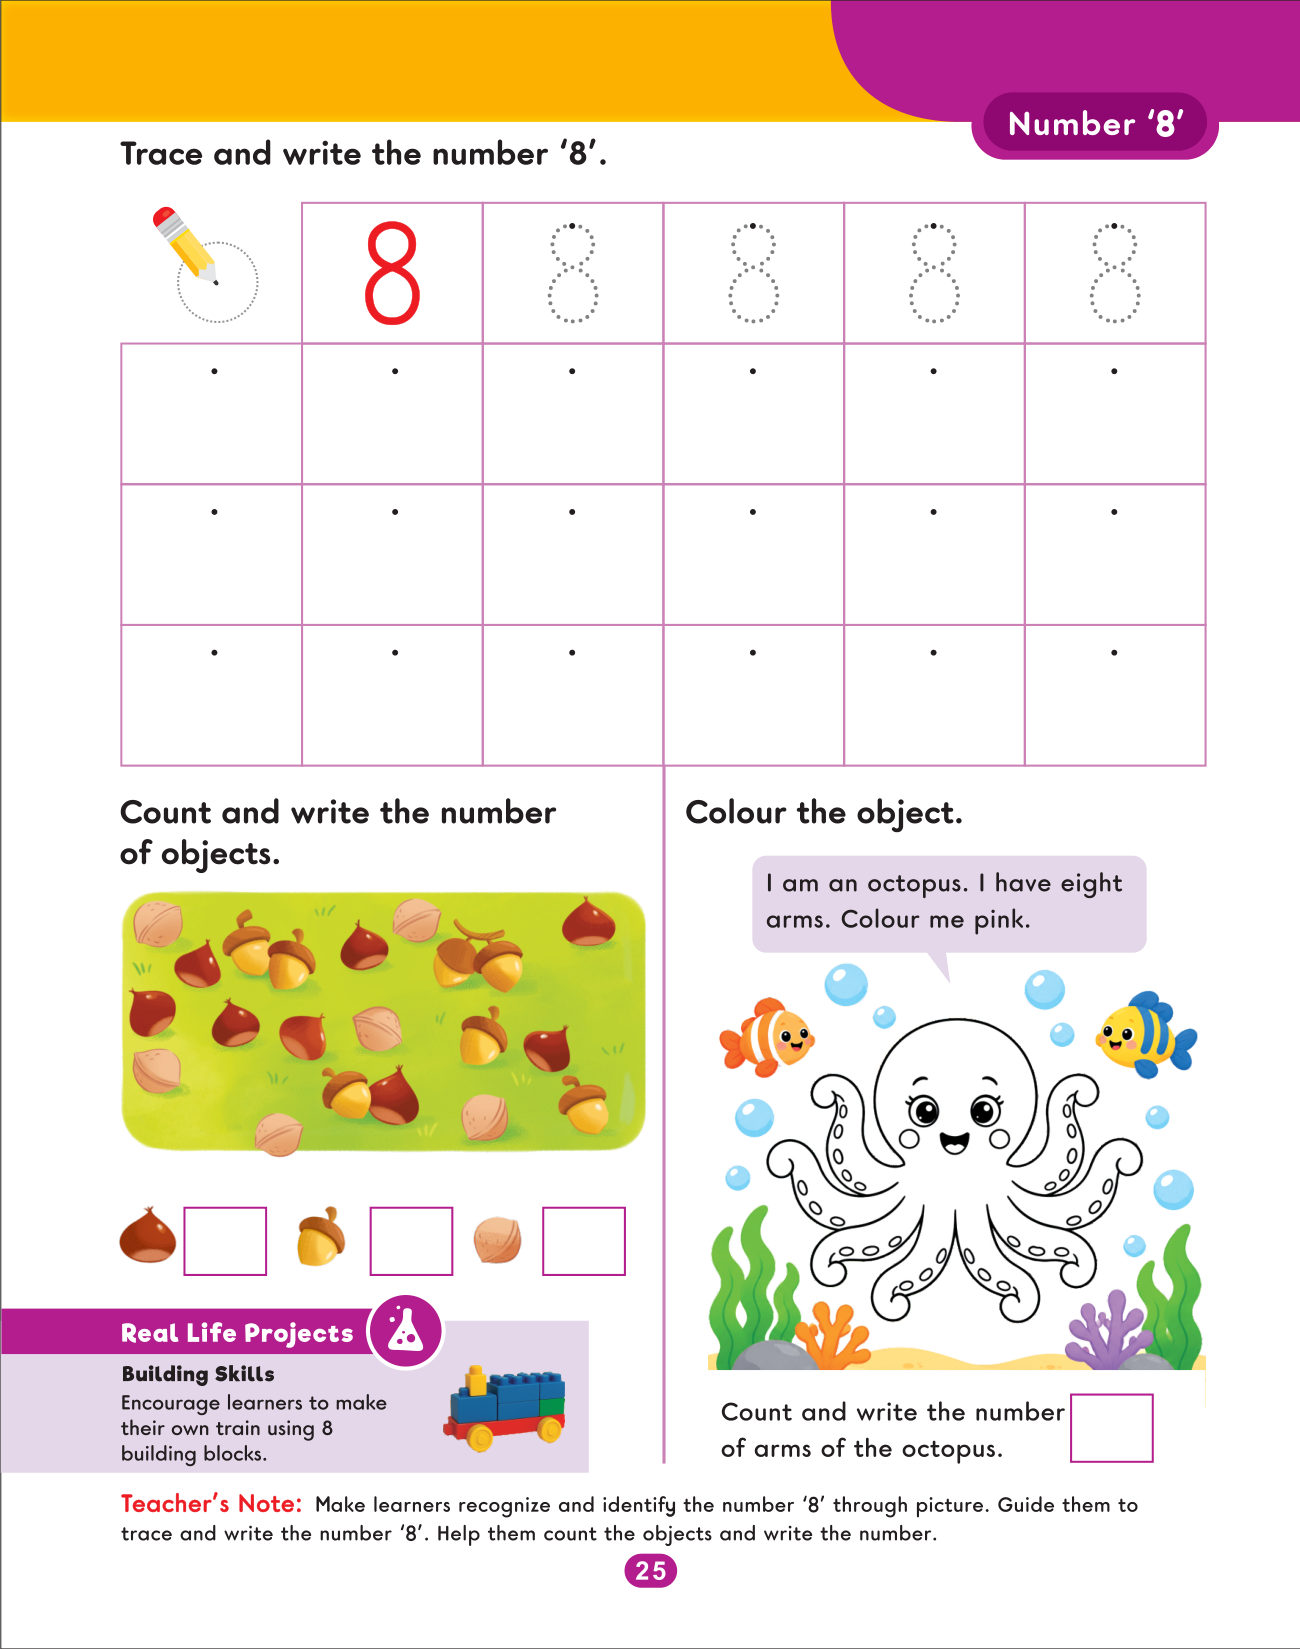 Number ‘8’
Trace and write the number ‘8’.
8 8 8 8 8
Count and write the number
of objects.
Colour the object.
I am an octopus. I have eight
arms. Colour me pink.
Real Life Projects
Building Skills
Encourage learners to make
their own train using 8
building blocks.
Count and write the number
of arms of the octopus.
Teacher’s Note: Make learners recognize and identify the number ‘8’ through picture. Guide them to
trace and write the number ‘8’. Help them count the objects and write the number.
25